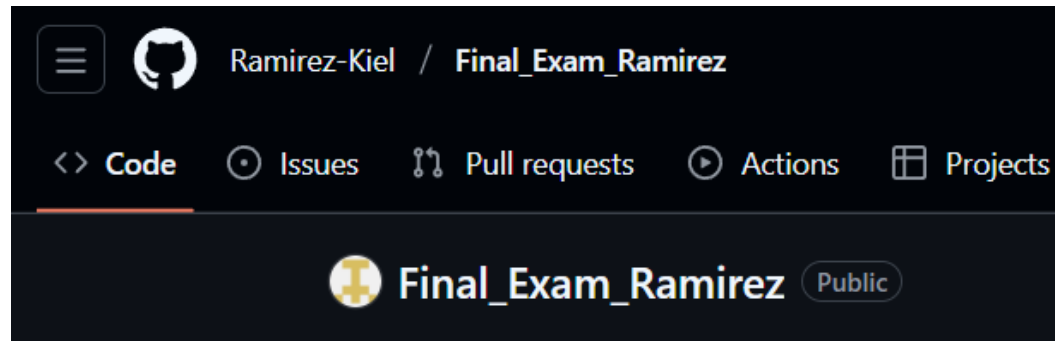 Ramirez-Kiel / Final_Exam_Ramirez
Code Issues Pull requests Actions Projects
Final_Exam_Ramirez Public